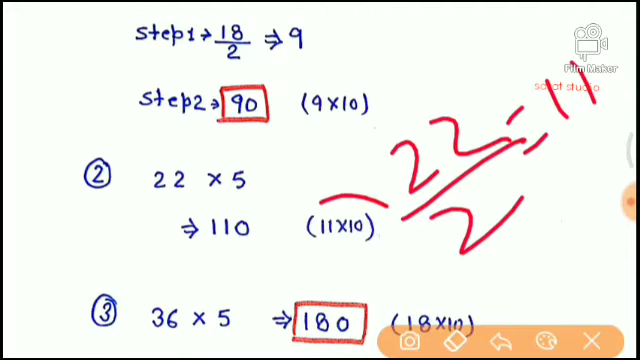 Step1→ 18/2 ⇒ 9
Step2→ 90 (9×10)
② 22 × 5
⇒ 110 (11×10)
22/2 = 11
③ 36 × 5 ⇒ 180 (18×10)
Film Maker